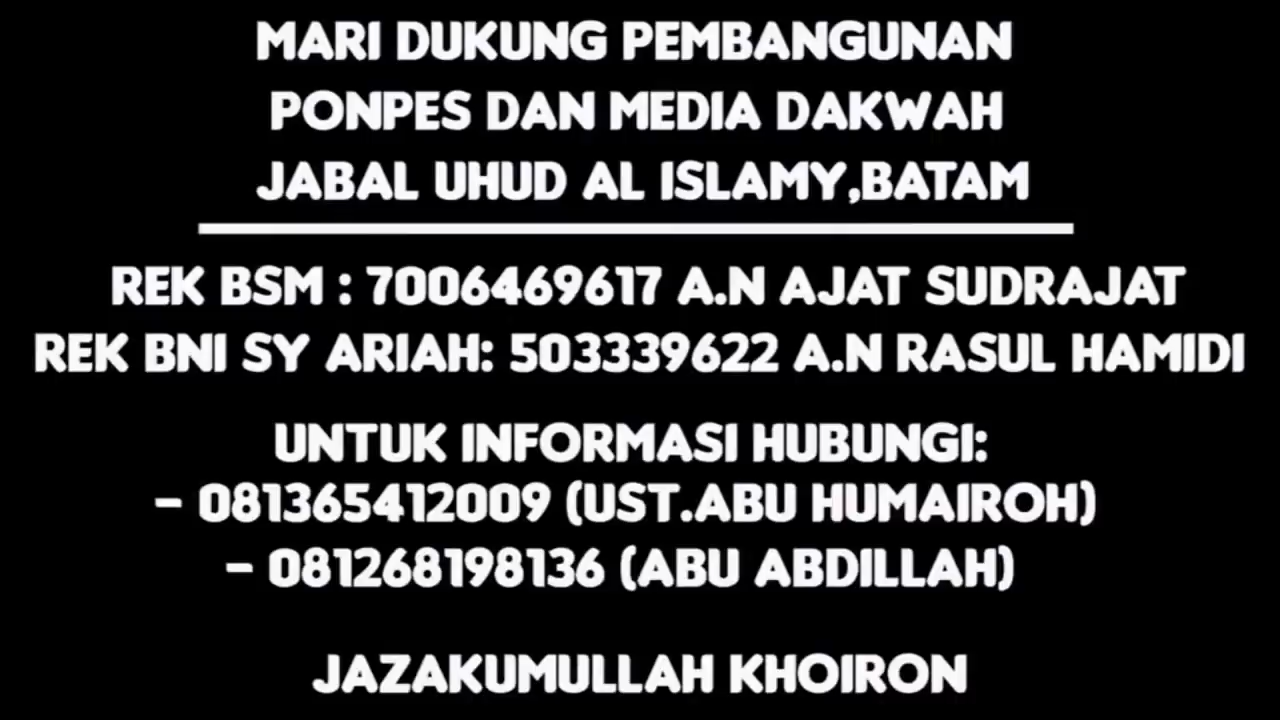 MARI DUKUNG PEMBANGUNAN
PONPES DAN MEDIA DAKWAH
JABAL UHUD AL ISLAMY,BATAM
REK BSM : 7006469617 A.N AJAT SUDRAJAT
REK BNI SY ARIAH: 503339622 A.N RASUL HAMIDI
UNTUK INFORMASI HUBUNGI:
- 081365412009 (UST.ABU HUMAIROH)
- 081268198136 (ABU ABDILLAH)
JAZAKUMULLAH KHOIRON